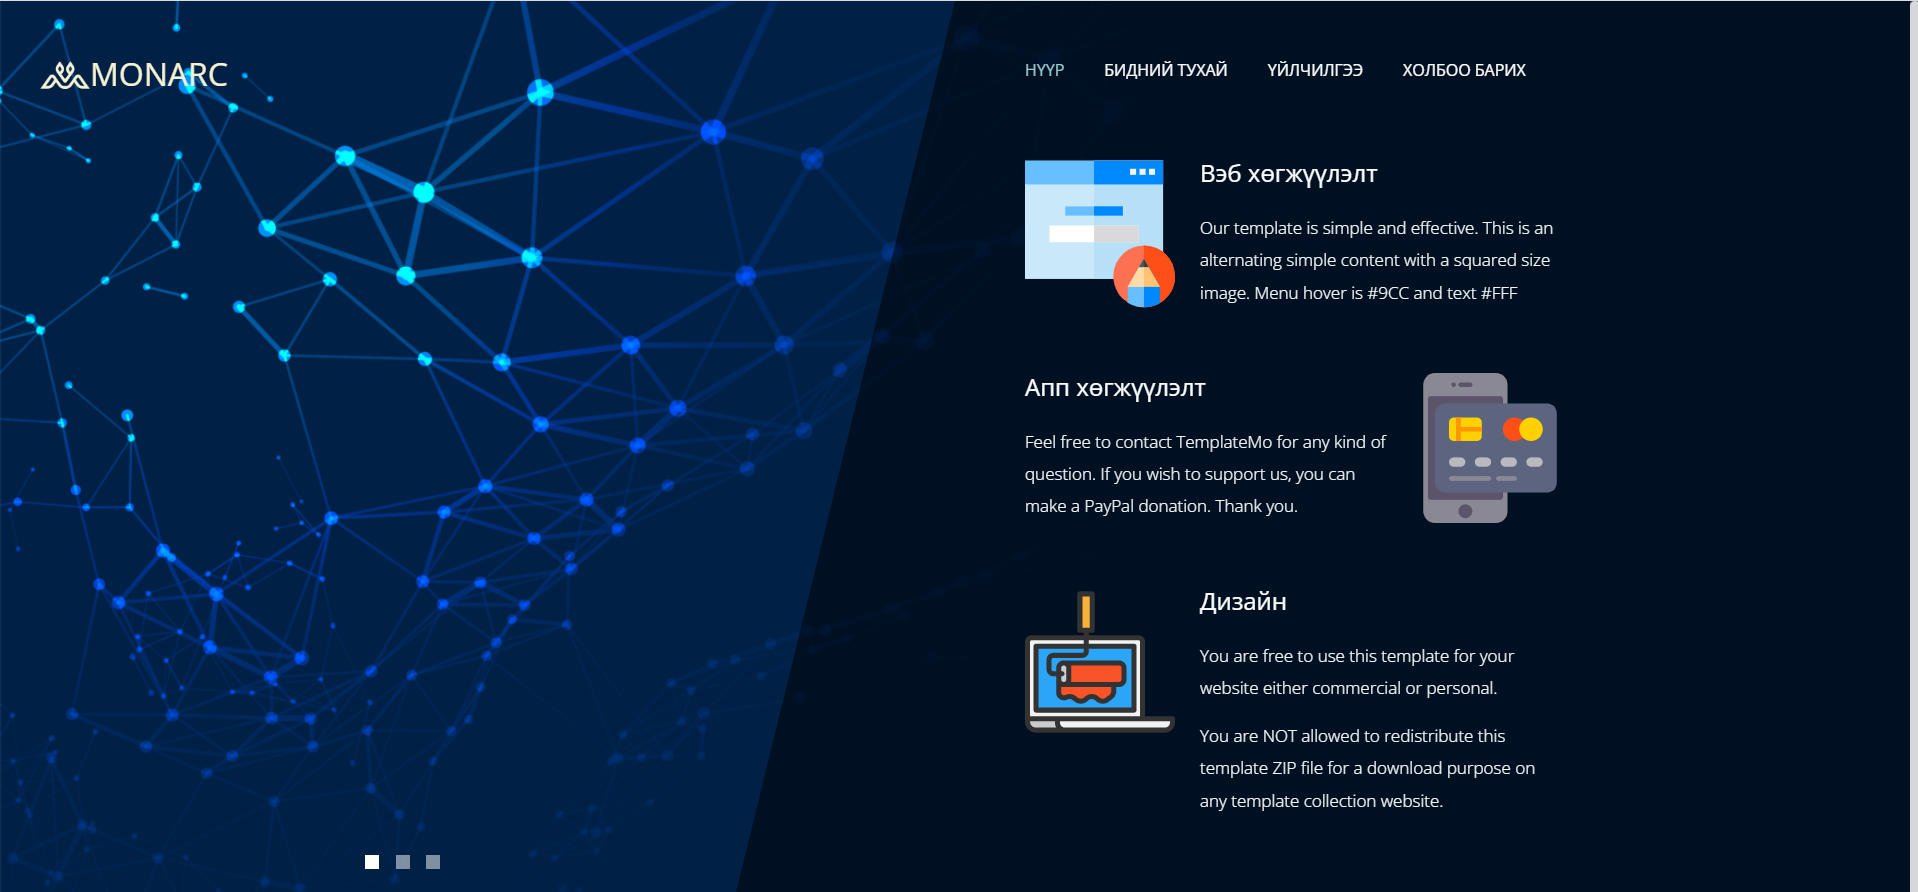 MONARC
НҮҮР БИДНИЙ ТУХАЙ ҮЙЛЧИЛГЭЭ ХОЛБОО БАРИХ
Вэб хөгжүүлэлт
Our template is simple and effective. This is an
alternating simple content with a squared size
image. Menu hover is #9CC and text #FFF
Апп хөгжүүлэлт
Feel free to contact TemplateMo for any kind of
question. If you wish to support us, you can
make a PayPal donation. Thank you.
Дизайн
You are free to use this template for your
website either commercial or personal.
You are NOT allowed to redistribute this
template ZIP file for a download purpose on
any template collection website.